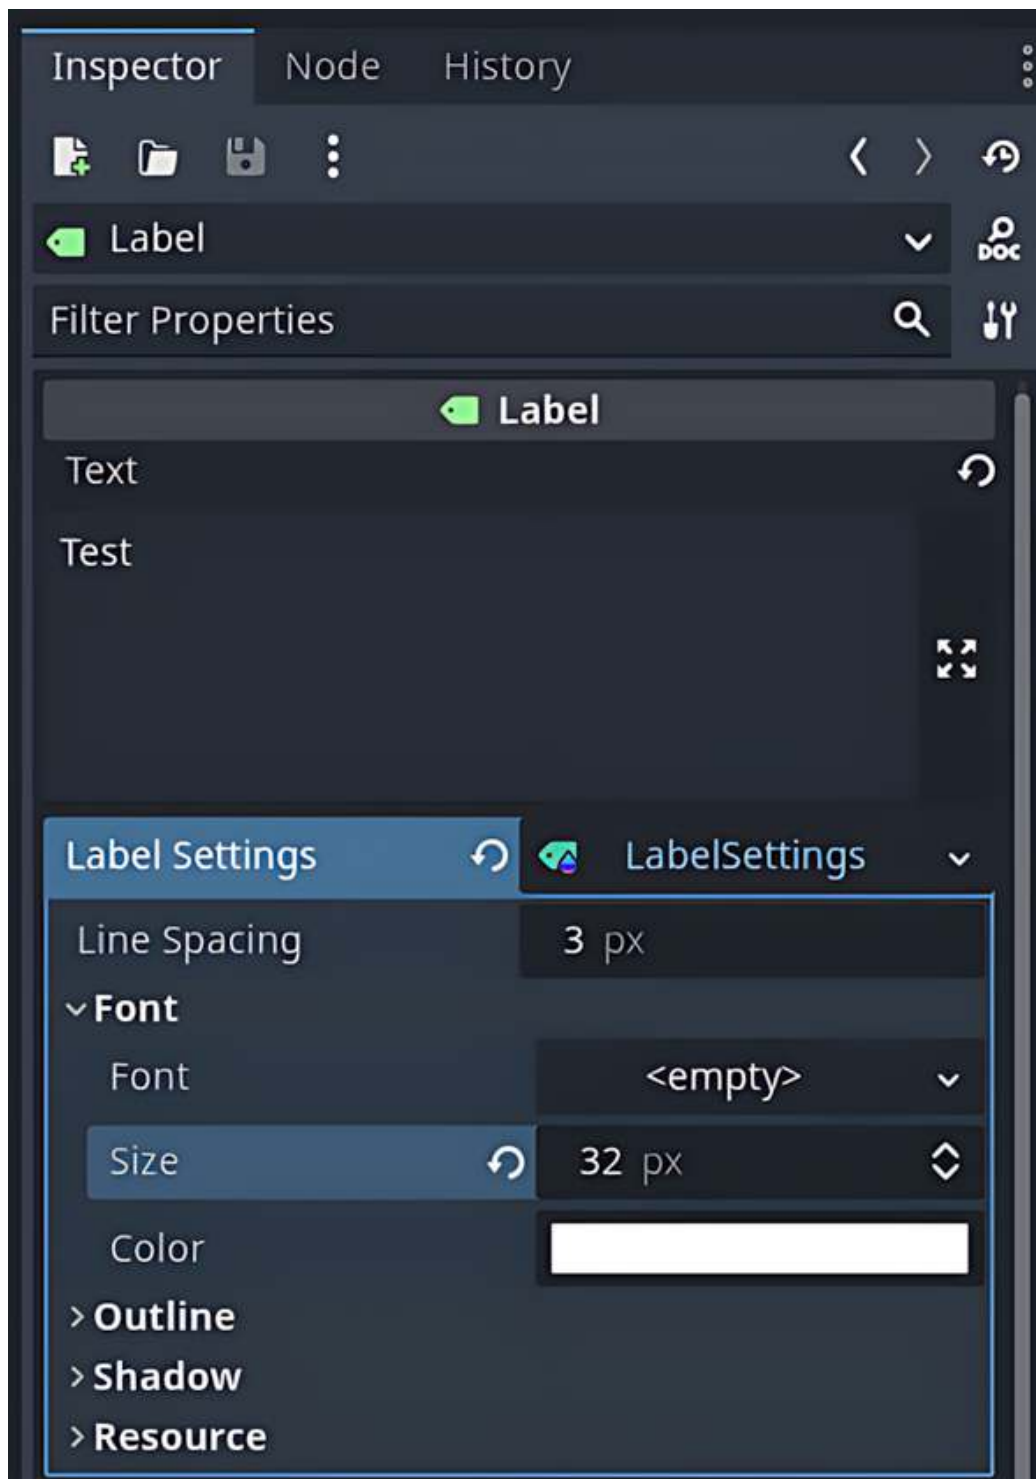 Inspector Node History
Label
DOC
Filter Properties
Label
Text
Test
Label Settings LabelSettings
Line Spacing 3 px
Font
Font <empty>
Size 32 px
Color
Outline
Shadow
Resource